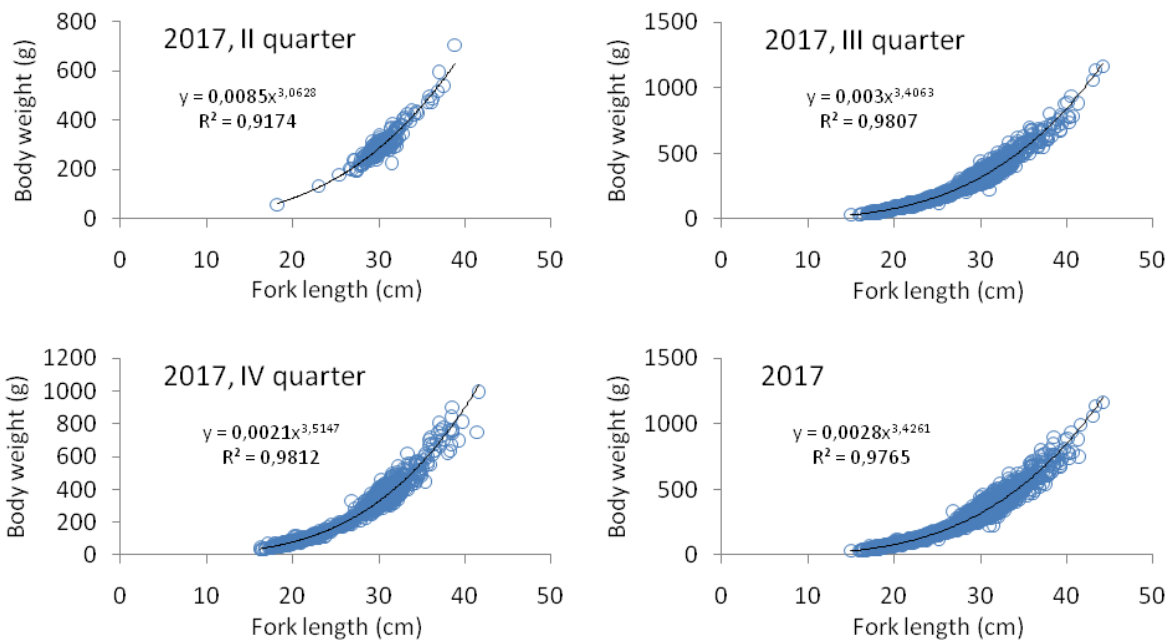 2017, II quarter
y = 0,0085x^3,0628
R² = 0,9174
Body weight (g)
800
600
400
200
0
0 10 20 30 40 50
Fork length (cm)
2017, III quarter
y = 0,003x^3,4063
R² = 0,9807
Body weight (g)
1500
1000
500
0
0 10 20 30 40 50
Fork length (cm)
2017, IV quarter
y = 0,0021x^3,5147
R² = 0,9812
Body weight (g)
1200
1000
800
600
400
200
0
0 10 20 30 40 50
Fork length (cm)
2017
y = 0,0028x^3,4261
R² = 0,9765
Body weight (g)
1500
1000
500
0
0 10 20 30 40 50
Fork length (cm)